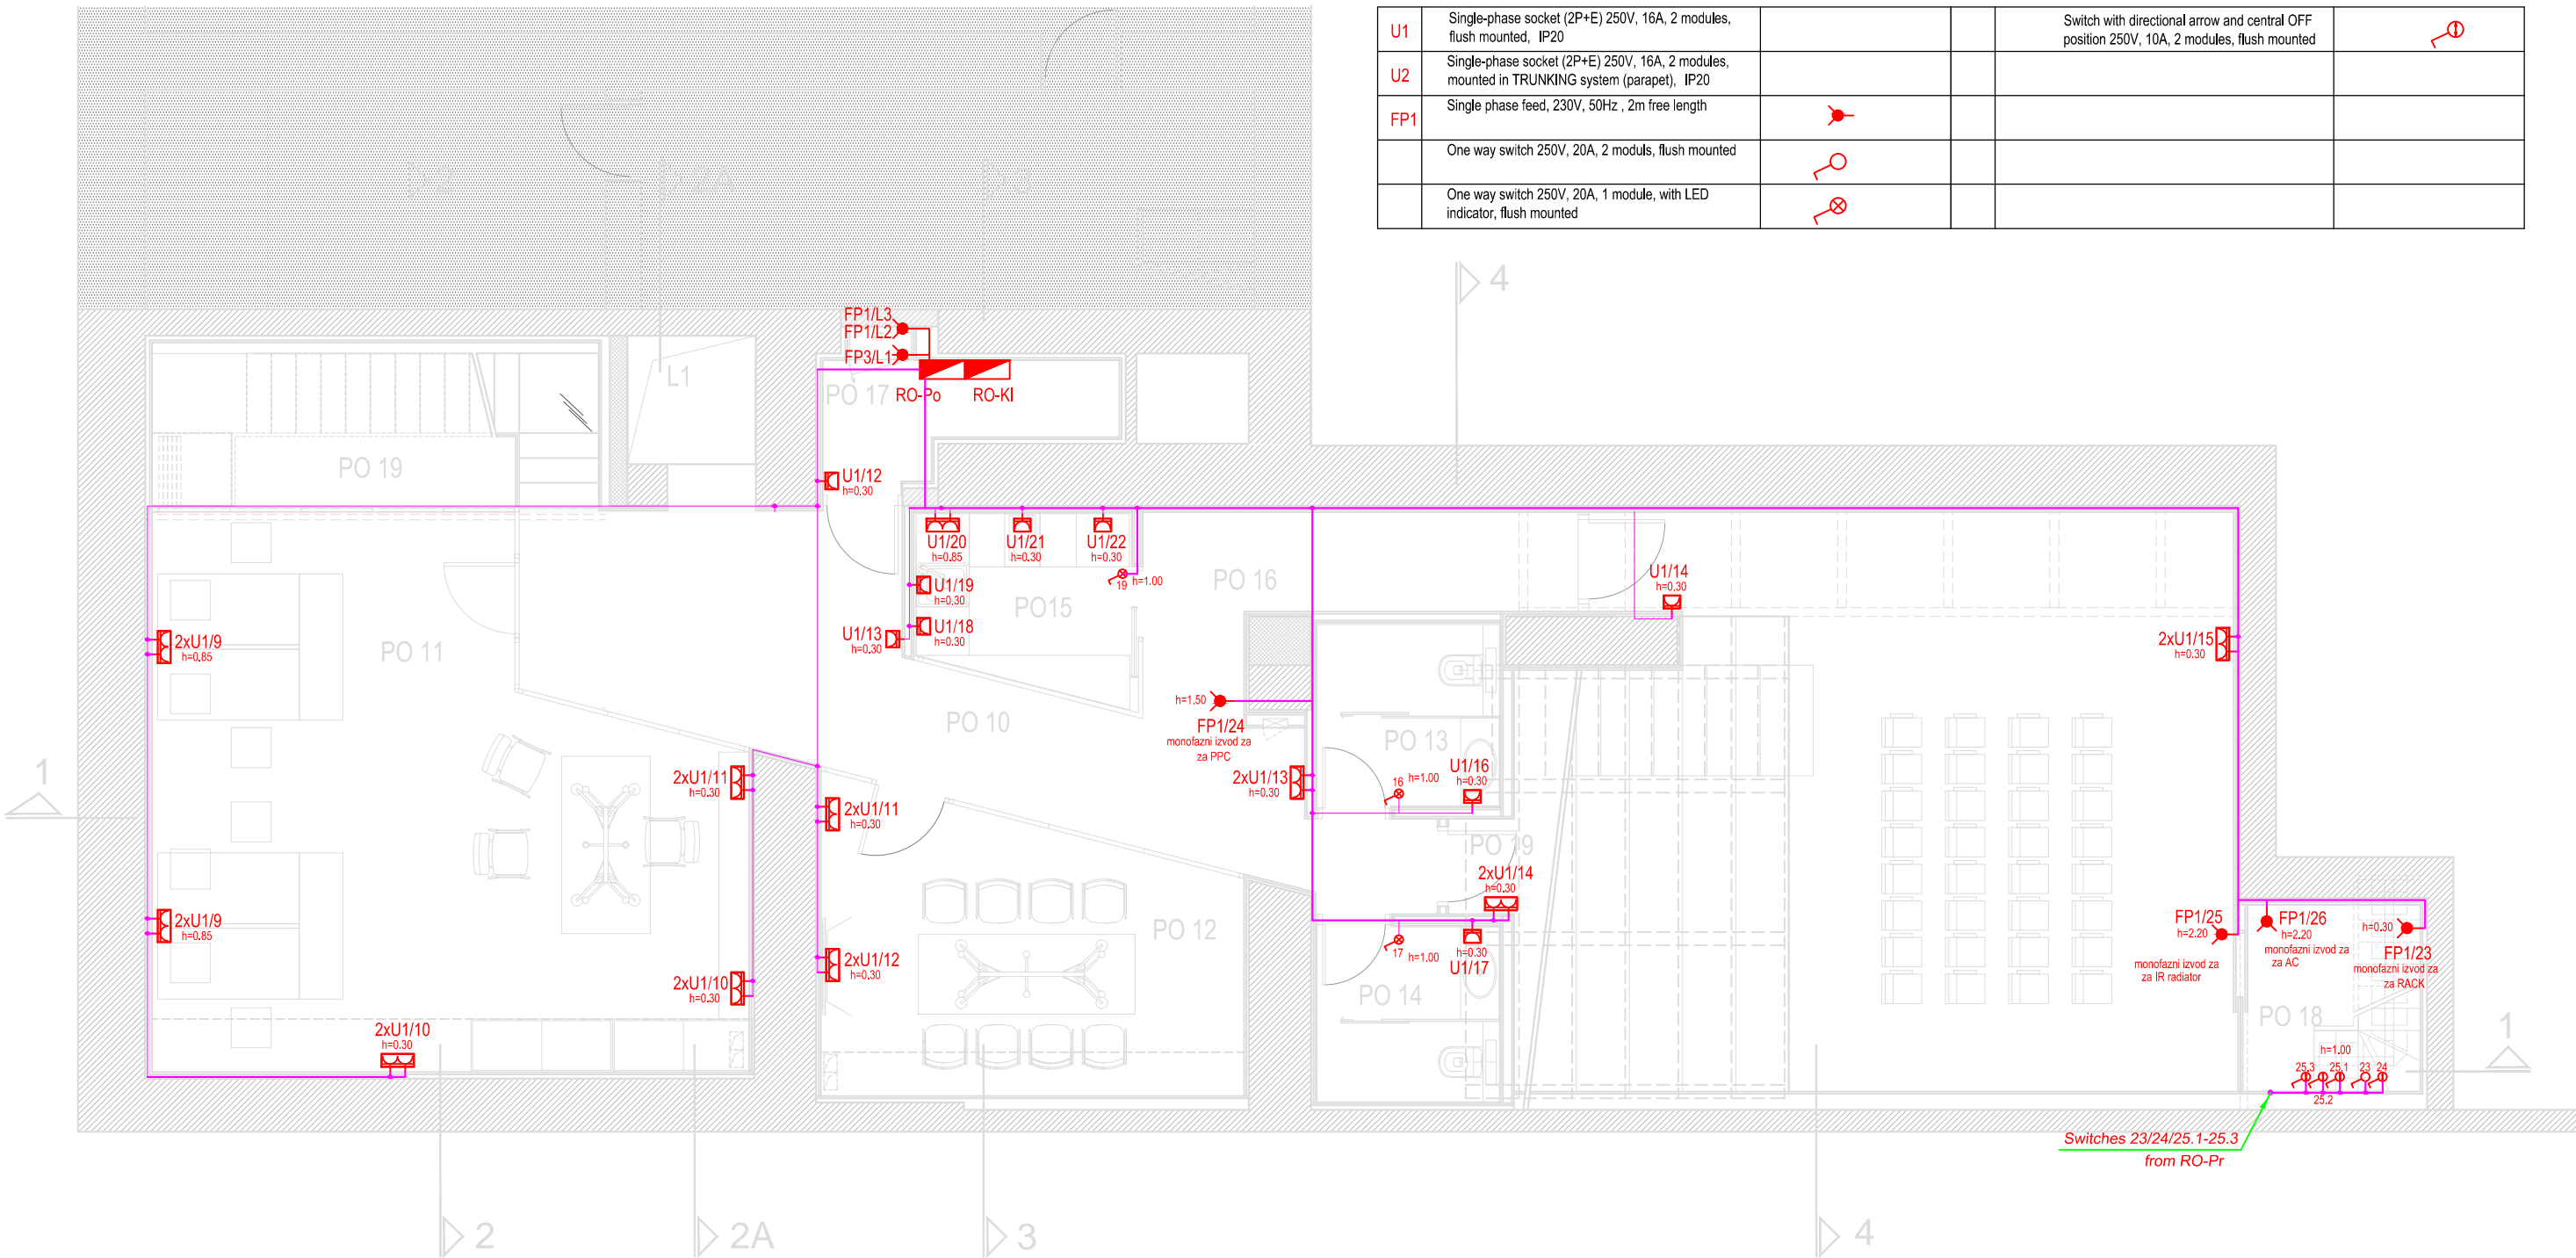 U1
Single-phase socket (2P+E) 250V, 16A, 2 modules,
flush mounted, IP20
Switch with directional arrow and central OFF
position 250V, 10A, 2 modules, flush mounted
U2
Single-phase socket (2P+E) 250V, 16A, 2 modules,
mounted in TRUNKING system (parapet), IP20
FP1
Single phase feed, 230V, 50Hz , 2m free length
One way switch 250V, 20A, 2 moduls, flush mounted
One way switch 250V, 20A, 1 module, with LED
indicator, flush mounted
2
2A
3
4
FP1/L3
FP1/L2
FP3/L1
L1
PO 17
RO-Po
RO-Kl
PO 19
U1/12
h=0.30
U1/20
h=0.85
U1/21
h=0.30
U1/22
h=0.30
19
h=1.00
PO 16
U1/14
h=0.30
U1/19
h=0.30
PO15
U1/18
h=0.30
U1/13
h=0.30
2xU1/9
h=0.85
PO 11
2xU1/15
h=0.30
h=1.50
FP1/24
monofazni izvod za
za PPC
PO 10
PO 13
2xU1/11
h=0.30
2xU1/13
h=0.30
16
h=1.00
U1/16
h=0.30
1
2xU1/11
h=0.30
PO 19
2xU1/14
h=0.30
2xU1/9
h=0.85
PO 12
FP1/25
h=2.20
monofazni izvod za
za IR radiator
FP1/26
h=2.20
monofazni izvod za
za AC
h=0.30
FP1/23
monofazni izvod za
za RACK
17
h=1.00
h=0.30
U1/17
2xU1/12
h=0.30
2xU1/10
h=0.30
PO 14
PO 18
2xU1/10
h=0.30
1
h=1.00
25.3
25.1
23
24
25.2
Switches 23/24/25.1-25.3
from RO-Pr
2
2A
3
4